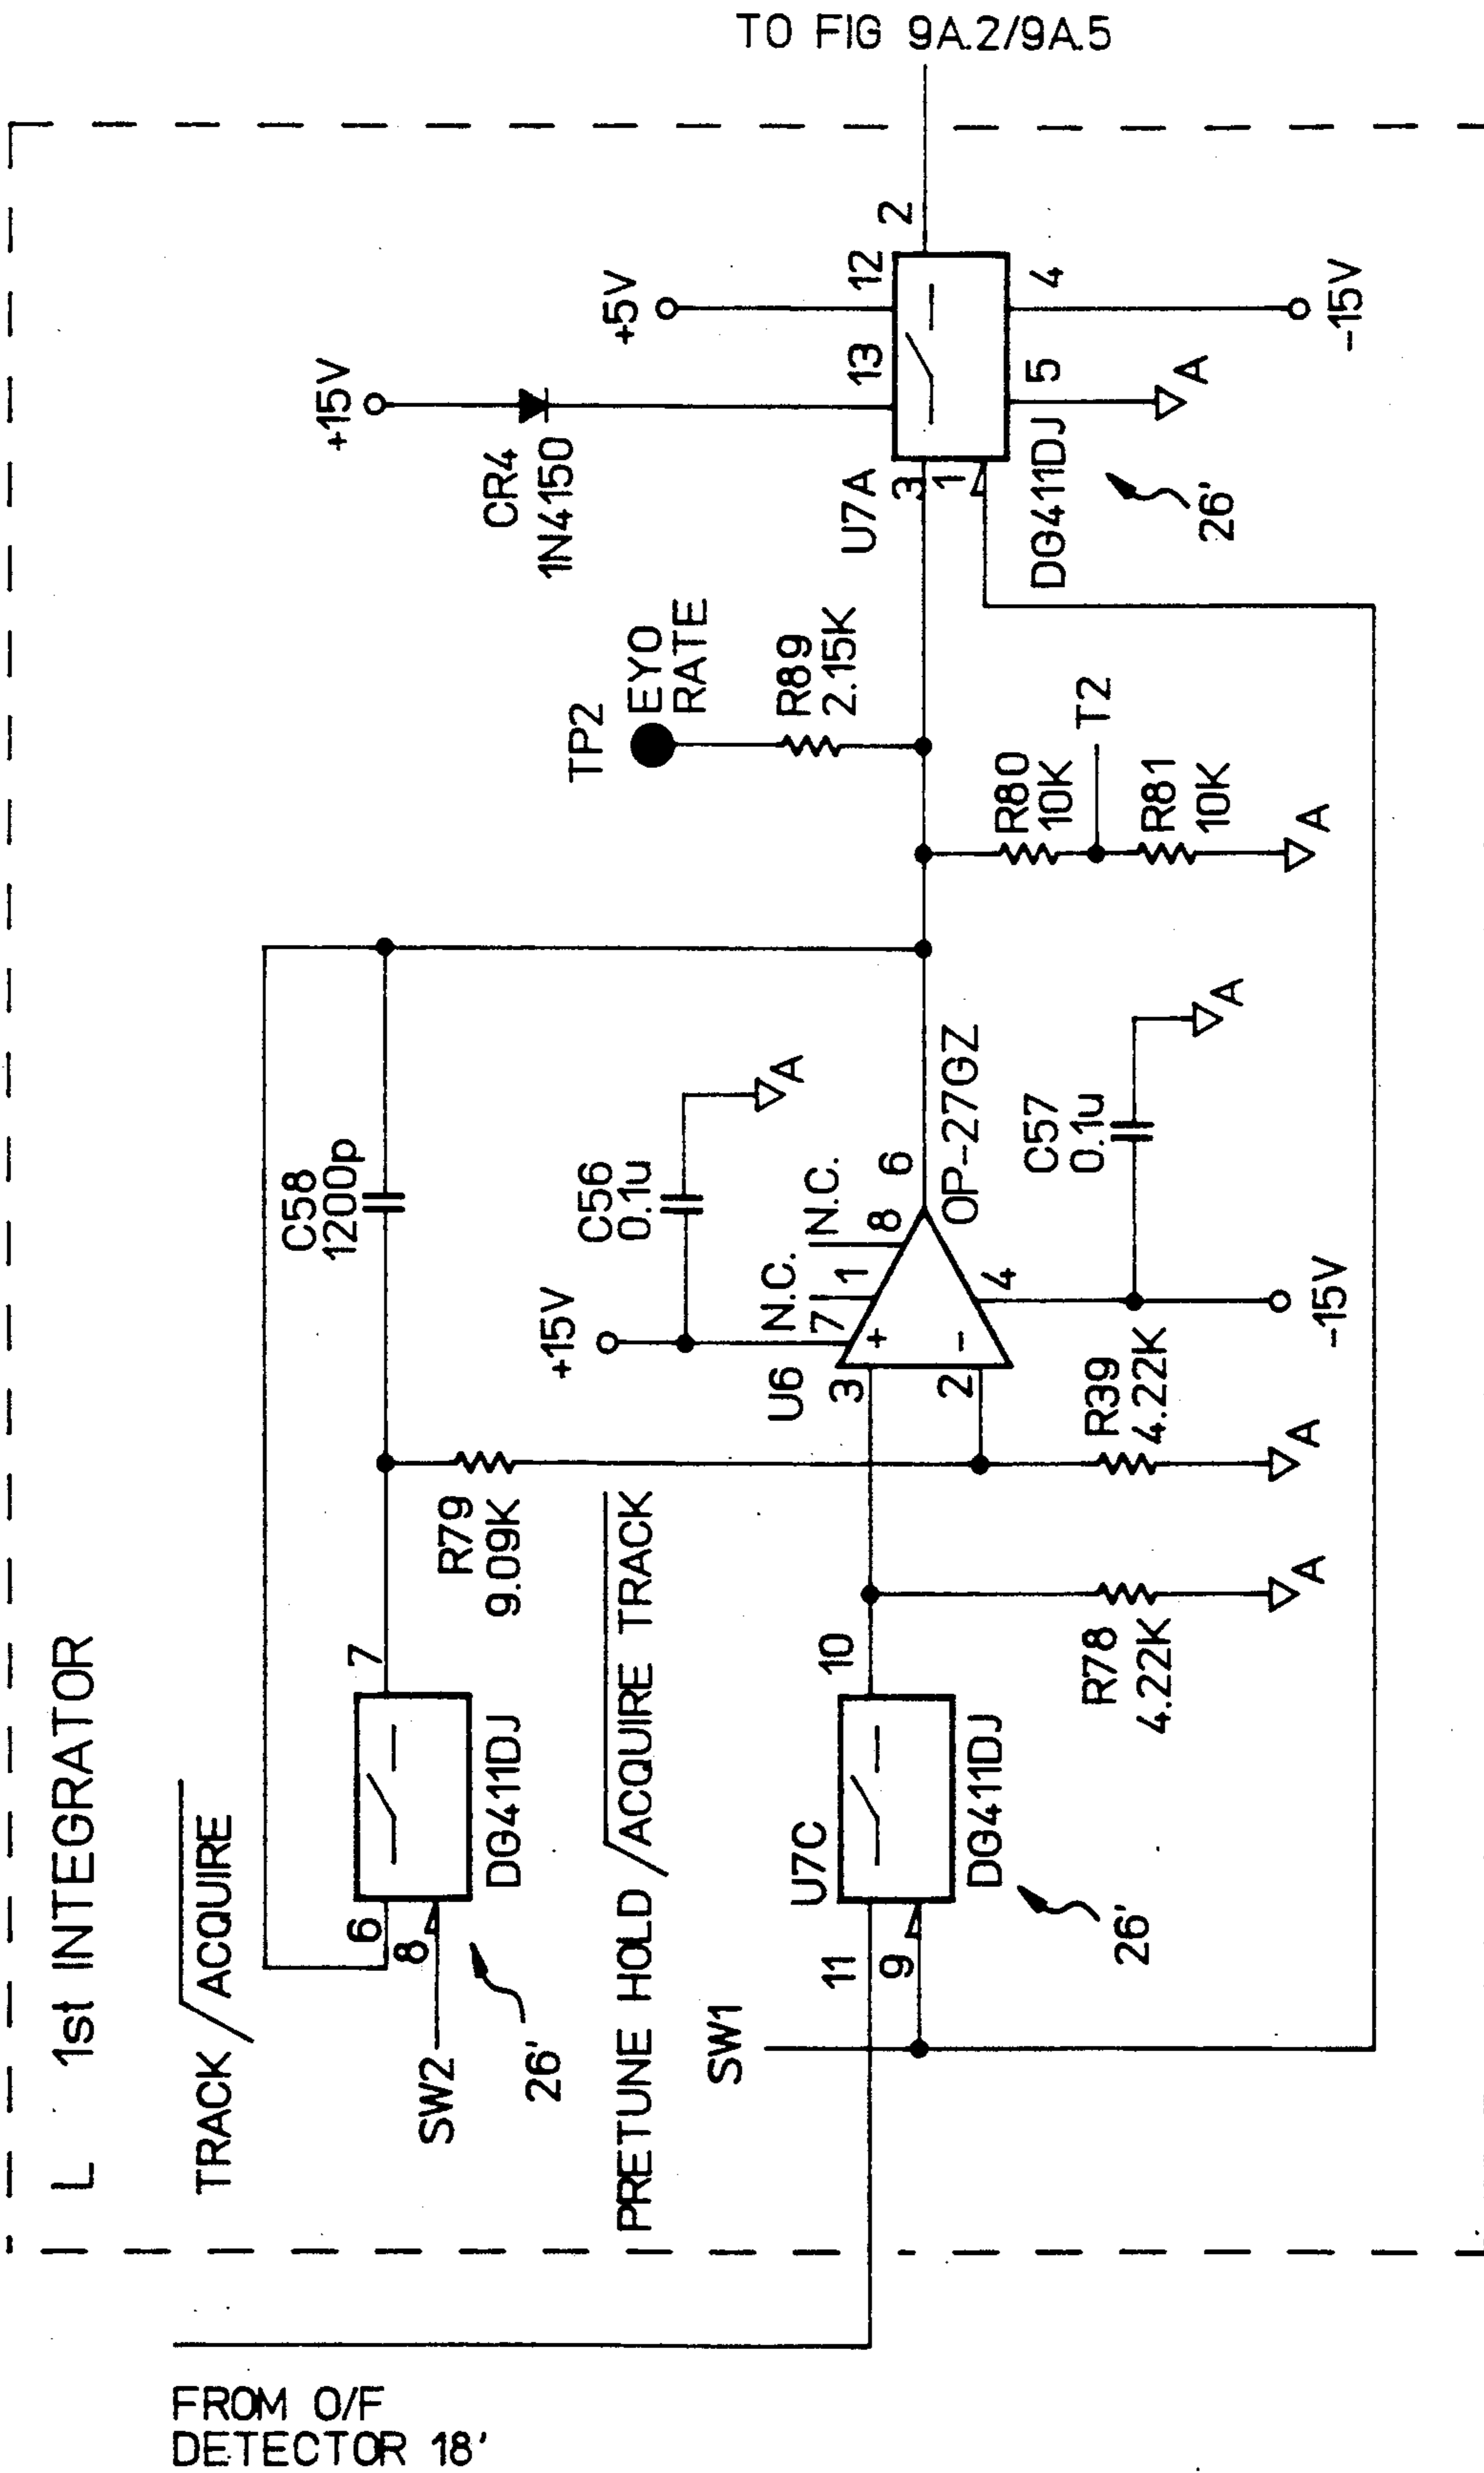 TO FIG 9A.2/9A.5
L 1st INTEGRATOR
TRACK / ACQUIRE
SW2
6
8
7
DG411DJ
26'
C58
1200p
R79
9.09K
PRETUNE HOLD / ACQUIRE TRACK
SW1
U7C
11
9
10
DG411DJ
26'
R78
4.22K
A
+15V
C56
0.1u
A
N.C.
N.C.
U6
3
2
7
1
8
6
4
+
−
OP-27GZ
R39
4.22K
A
C57
0.1u
A
-15V
TP2
EYO
RATE
R89
2.15K
R80
10K
T2
R81
10K
A
+15V
CR4
1N4150
+5V
U7A
3
1
13
12
2
5
4
DG411DJ
A
-15V
26'
FROM O/F
DETECTOR 18'